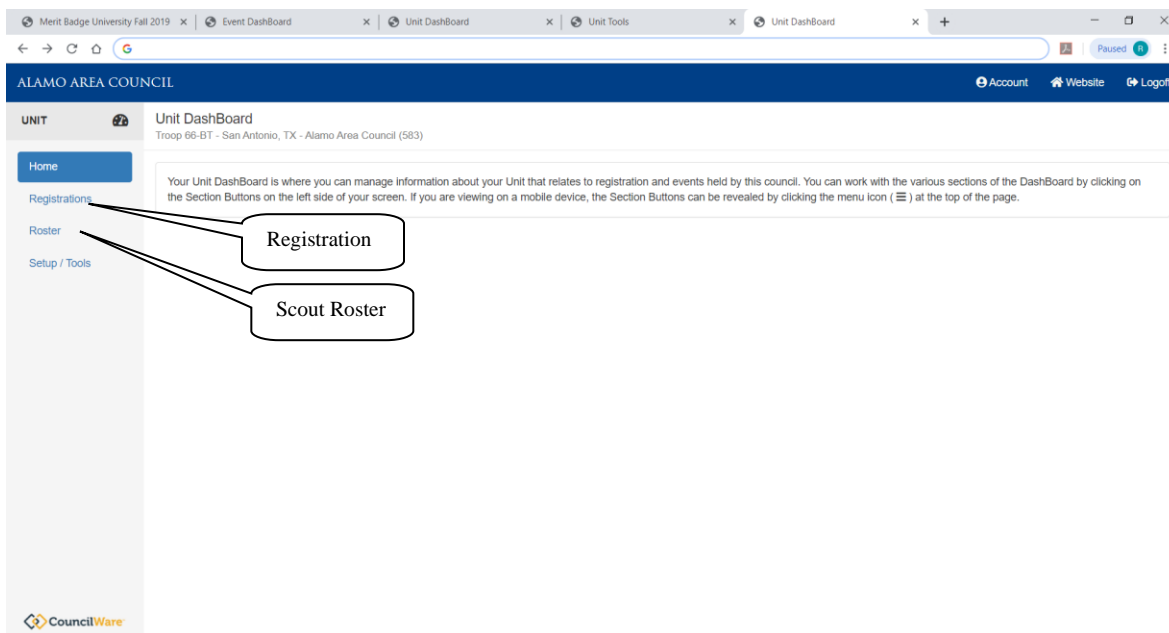 Merit Badge University Fall 2019
Event DashBoard
Unit DashBoard
Unit Tools
Unit DashBoard
G
Paused
R
ALAMO AREA COUNCIL
Account
Website
Logoff
UNIT
Unit DashBoard
Troop 66-BT - San Antonio, TX - Alamo Area Council (583)
Home
Your Unit DashBoard is where you can manage information about your Unit that relates to registration and events held by this council. You can work with the various sections of the DashBoard by clicking on
the Section Buttons on the left side of your screen. If you are viewing on a mobile device, the Section Buttons can be revealed by clicking the menu icon ( ☰ ) at the top of the page.
Registrations
Roster
Registration
Setup / Tools
Scout Roster
CouncilWare